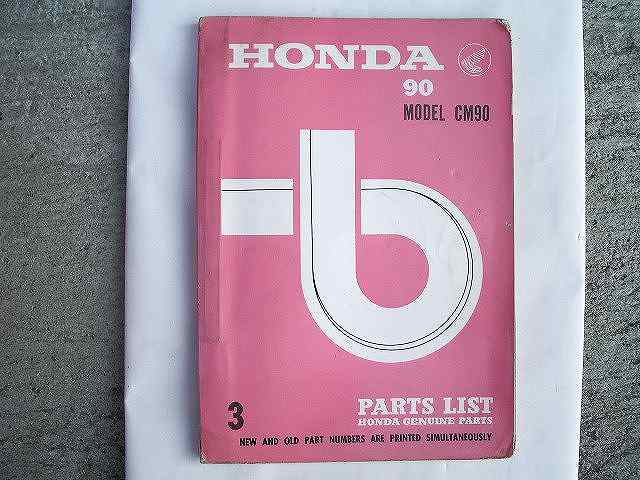 HONDA
90
MODEL CM90
3
PARTS LIST
HONDA GENUINE PARTS
NEW AND OLD PART NUMBERS ARE PRINTED SIMULTANEOUSLY